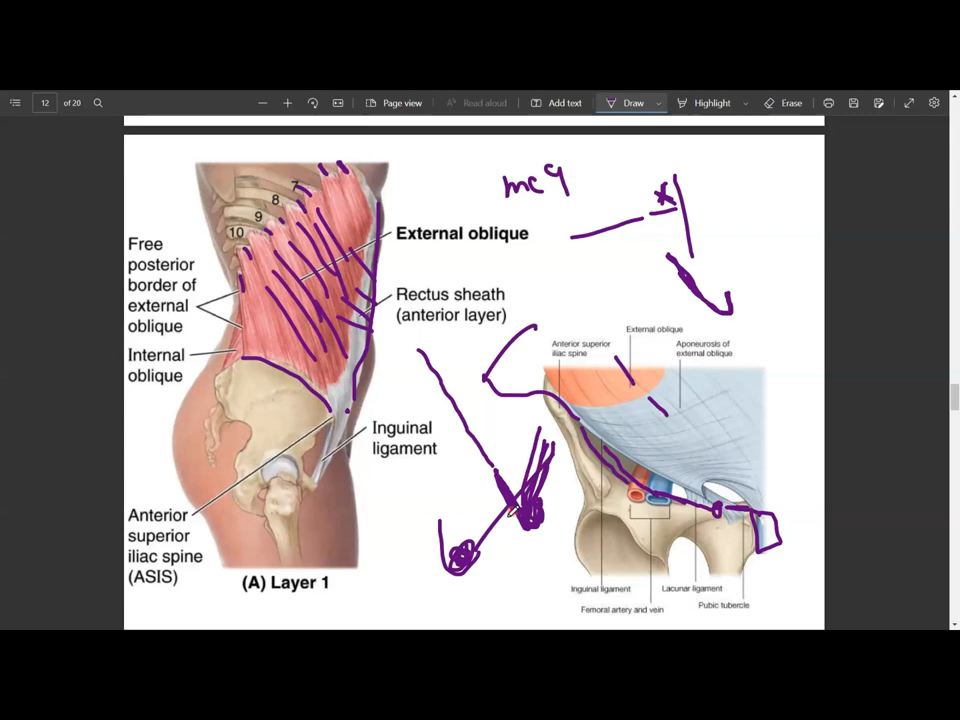 12 of 20
Page view
Read aloud
Add text
Draw
Highlight
Erase
7
8
9
10
mcq
Free
posterior
border of
external
oblique
Internal
oblique
External oblique
Rectus sheath
(anterior layer)
Inguinal
ligament
Anterior
superior
iliac spine
(ASIS)
(A) Layer 1
External oblique
Anterior superior
iliac spine
Aponeurosis of
external oblique
Inguinal ligament
Lacunar ligament
Femoral artery and vein
Pubic tubercle